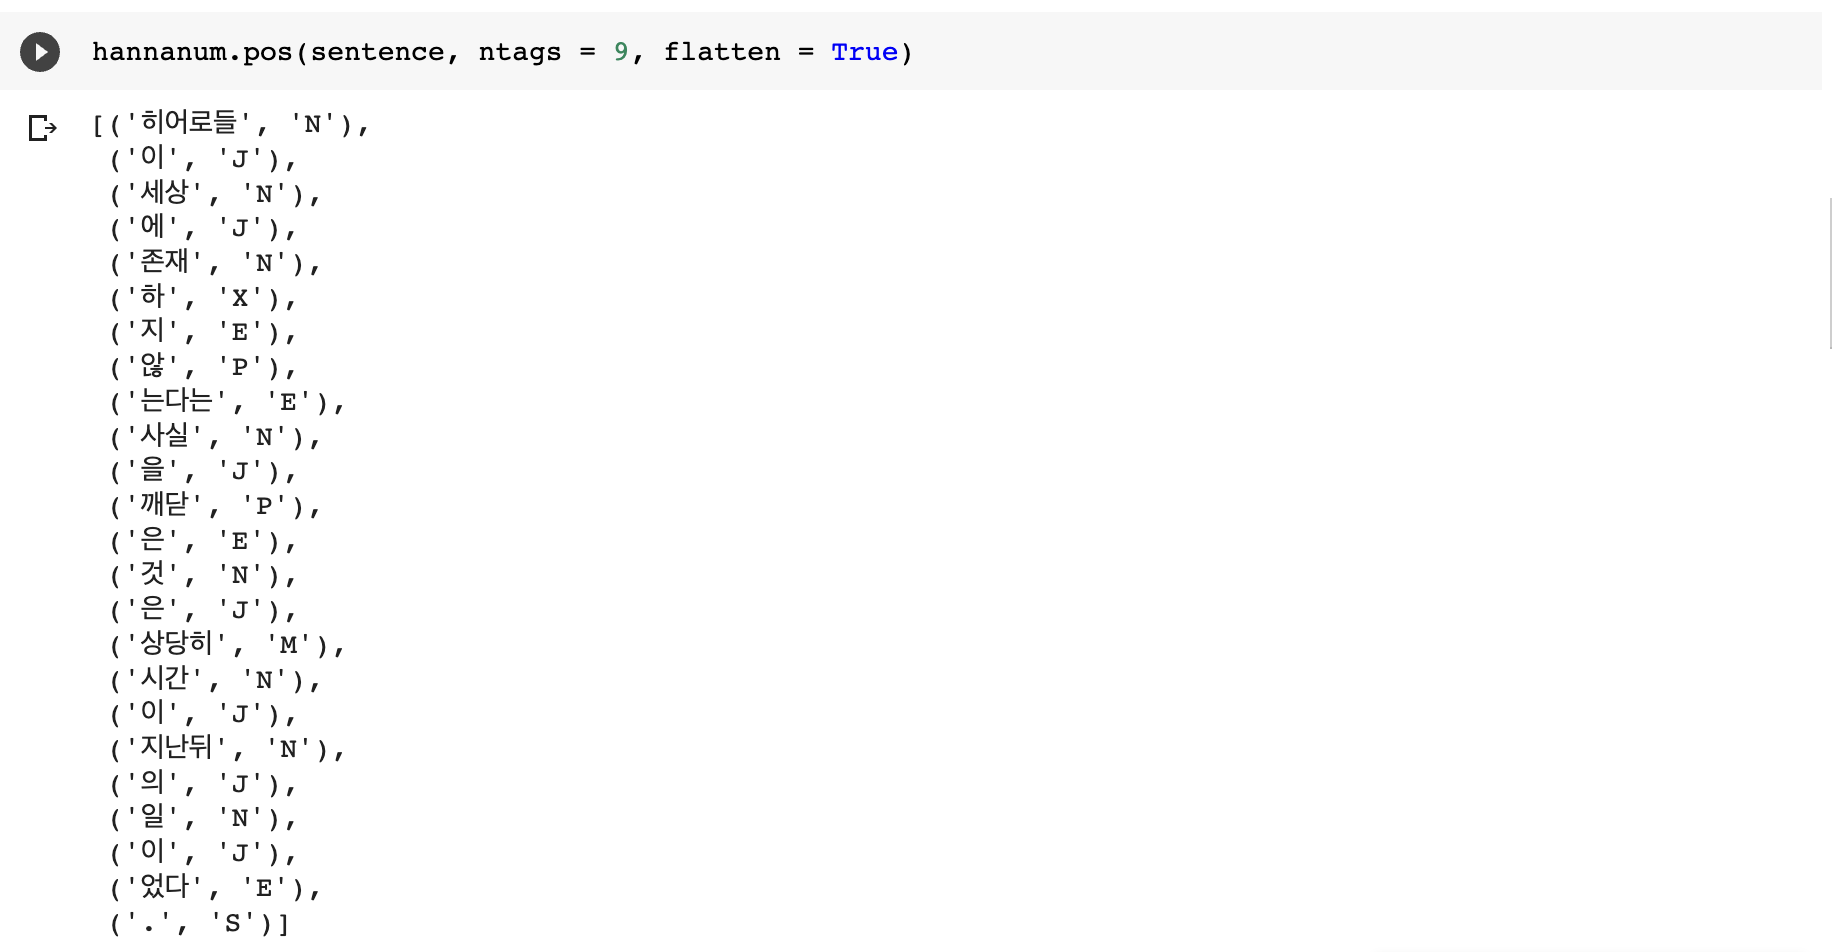 hannanum.pos(sentence, ntags = 9, flatten = True)
[('히어로들', 'N'),
('이', 'J'),
('세상', 'N'),
('에', 'J'),
('존재', 'N'),
('하', 'X'),
('지', 'E'),
('않', 'P'),
('는다는', 'E'),
('사실', 'N'),
('을', 'J'),
('깨닫', 'P'),
('은', 'E'),
('것', 'N'),
('은', 'J'),
('상당히', 'M'),
('시간', 'N'),
('이', 'J'),
('지난뒤', 'N'),
('의', 'J'),
('일', 'N'),
('이', 'J'),
('었다', 'E'),
('.', 'S')]